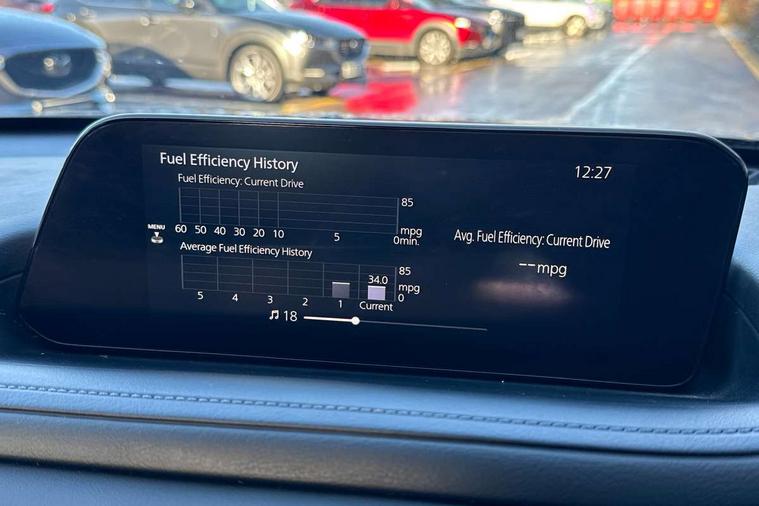 Fuel Efficiency History
12:27
Fuel Efficiency: Current Drive
85
mpg
60 50 40 30 20 10 5 0min.
MENU
Avg. Fuel Efficiency: Current Drive
--mpg
Average Fuel Efficiency History
85
34.0
mpg
0
5 4 3 2 1 Current
18